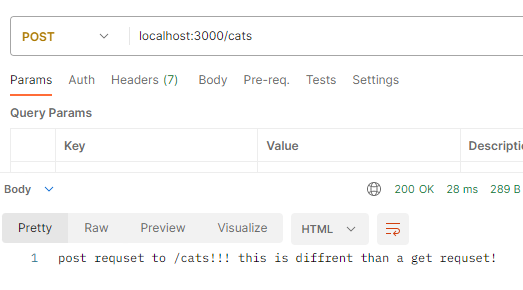 POST localhost:3000/cats
Params Auth Headers (7) Body Pre-req. Tests Settings
Query Params
Key Value Descripti
Body 200 OK 28 ms 289 B
Pretty Raw Preview Visualize HTML
1 post requset to /cats!!! this is diffrent than a get requset!